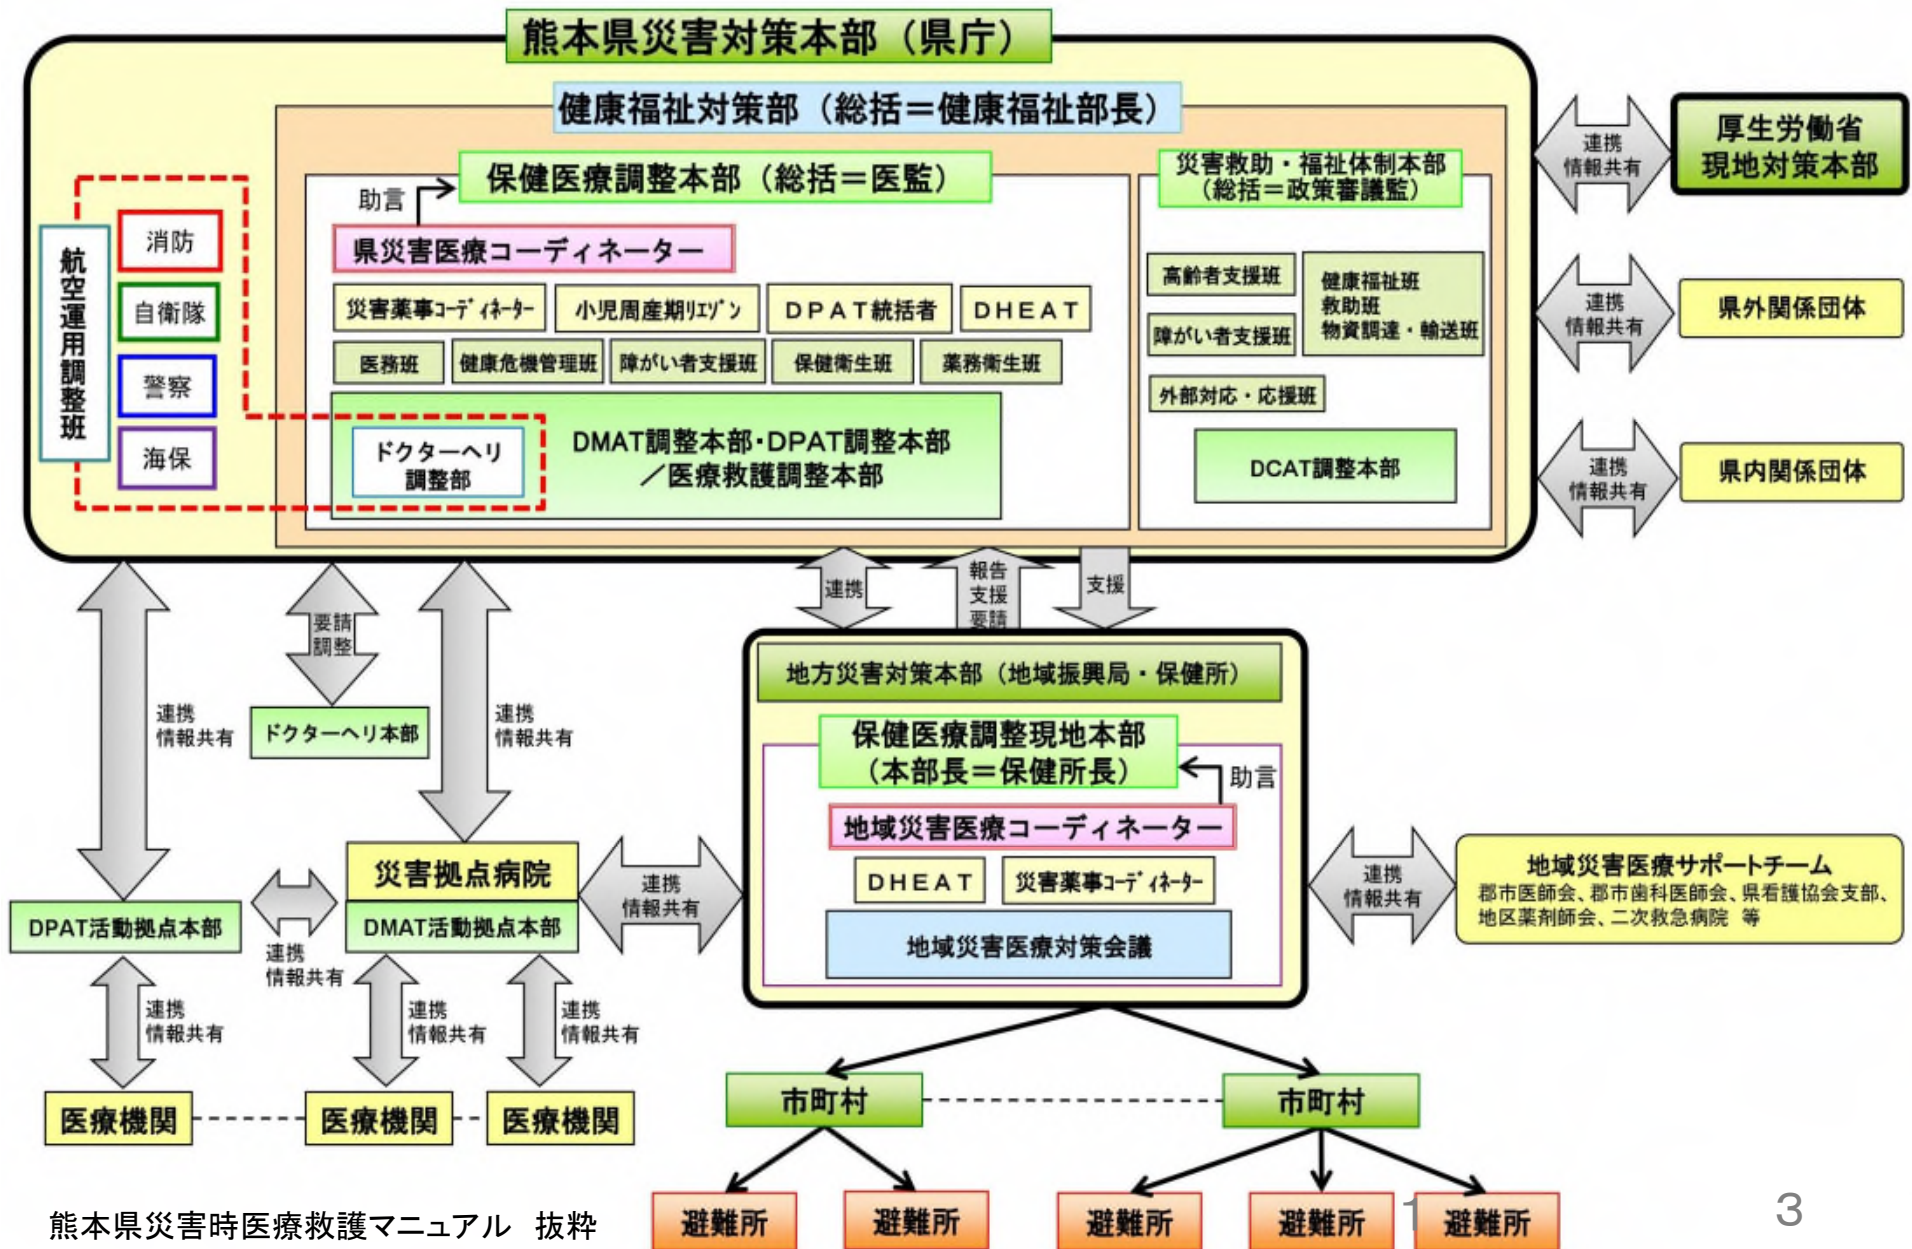 熊本県災害対策本部（県庁）
健康福祉対策部（総括＝健康福祉部長）
保健医療調整本部（総括＝医監）
助言
県災害医療コーディネーター
災害薬事ｺｰﾃﾞｨﾈｰﾀｰ
小児周産期ﾘｴｿﾞﾝ
ＤＰＡＴ統括者
ＤＨＥＡＴ
医務班
健康危機管理班
障がい者支援班
保健衛生班
薬務衛生班
ドクターヘリ
調整部
DMAT調整本部・DPAT調整本部
／医療救護調整本部
航空運用調整班
消防
自衛隊
警察
海保
災害救助・福祉体制本部
（総括＝政策審議監）
高齢者支援班
障がい者支援班
健康福祉班
救助班
物資調達・輸送班
外部対応・応援班
DCAT調整本部
連携
情報共有
厚生労働省
現地対策本部
連携
情報共有
県外関係団体
連携
情報共有
県内関係団体
連携
情報共有
要請
調整
ドクターヘリ本部
連携
情報共有
連携
報告
支援
要請
支援
地方災害対策本部（地域振興局・保健所）
保健医療調整現地本部
（本部長＝保健所長）
助言
地域災害医療コーディネーター
ＤＨＥＡＴ
災害薬事ｺｰﾃﾞｨﾈｰﾀｰ
地域災害医療対策会議
連携
情報共有
地域災害医療サポートチーム
郡市医師会、郡市歯科医師会、県看護協会支部、
地区薬剤師会、二次救急病院 等
連携
情報共有
災害拠点病院
DMAT活動拠点本部
DPAT活動拠点本部
連携
情報共有
連携
情報共有
連携
情報共有
連携
情報共有
医療機関
医療機関
医療機関
市町村
市町村
避難所
避難所
避難所
避難所
避難所
熊本県災害時医療救護マニュアル 抜粋
3